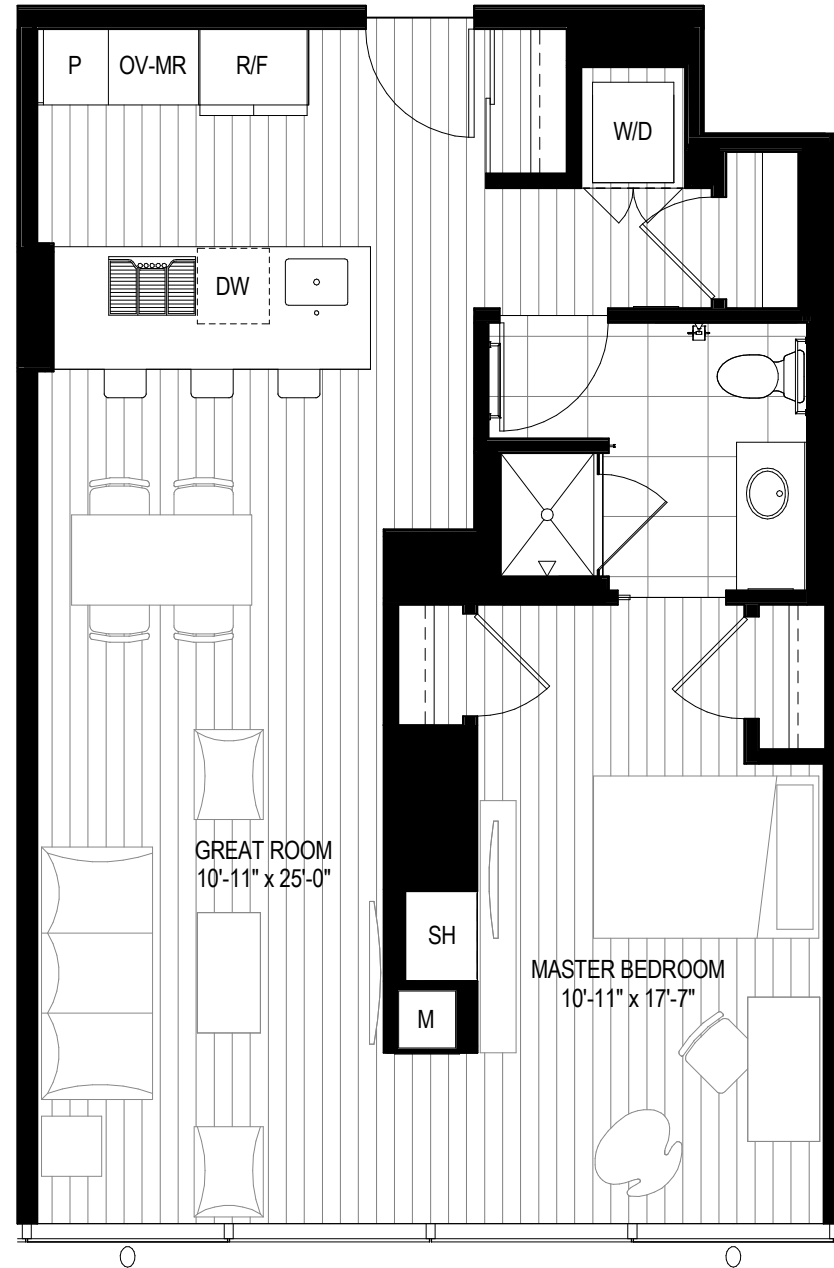 P
OV-MR
R/F
W/D
DW
GREAT ROOM
10'-11" x 25'-0"
SH
MASTER BEDROOM
10'-11" x 17'-7"
M